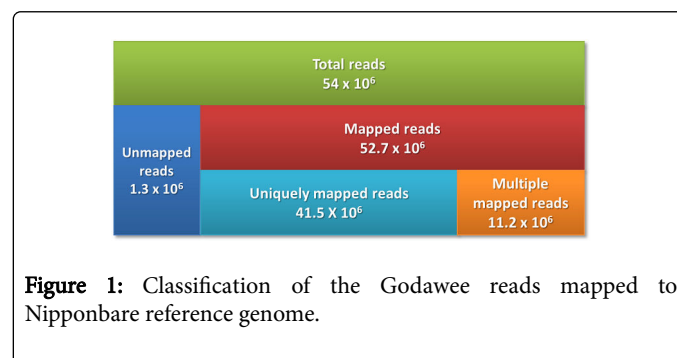 Total reads
54 x 10⁶
Mapped reads
52.7 x 10⁶
Unmapped
reads
1.3 x 10⁶
Uniquely mapped reads
41.5 X 10⁶
Multiple
mapped reads
11.2 x 10⁶
Figure 1: Classification of the Godawee reads mapped to
Nipponbare reference genome.